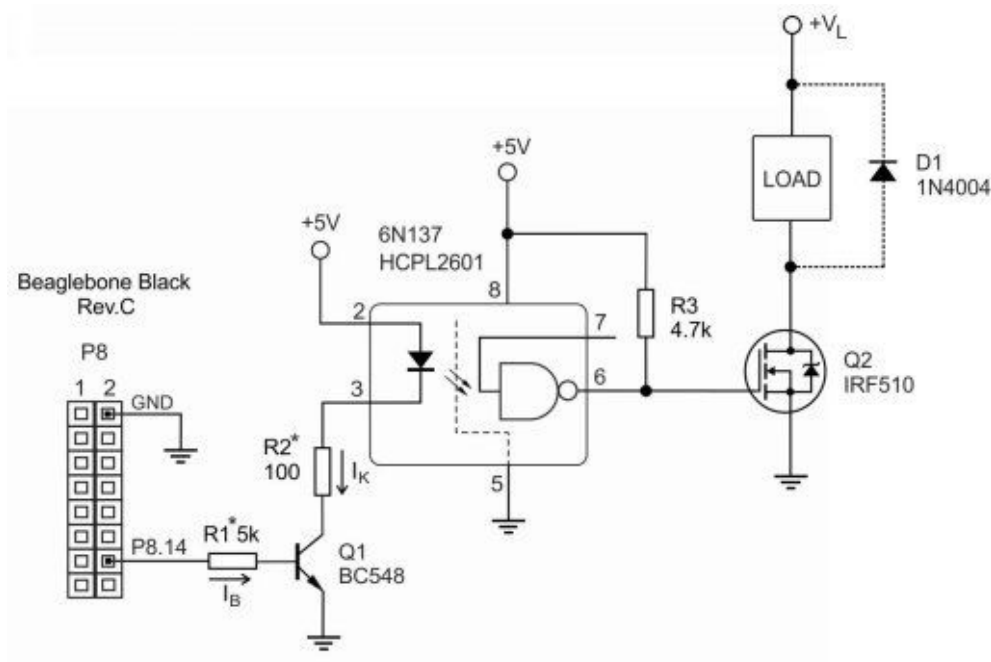 +VL
LOAD
D1
1N4004
+5V
+5V
6N137
HCPL2601
8
2
7
R3
4.7k
6
3
5
Q2
IRF510
Beaglebone Black
Rev.C
P8
1 2
GND
R2*
100
IK
P8.14
R1*5k
IB
Q1
BC548